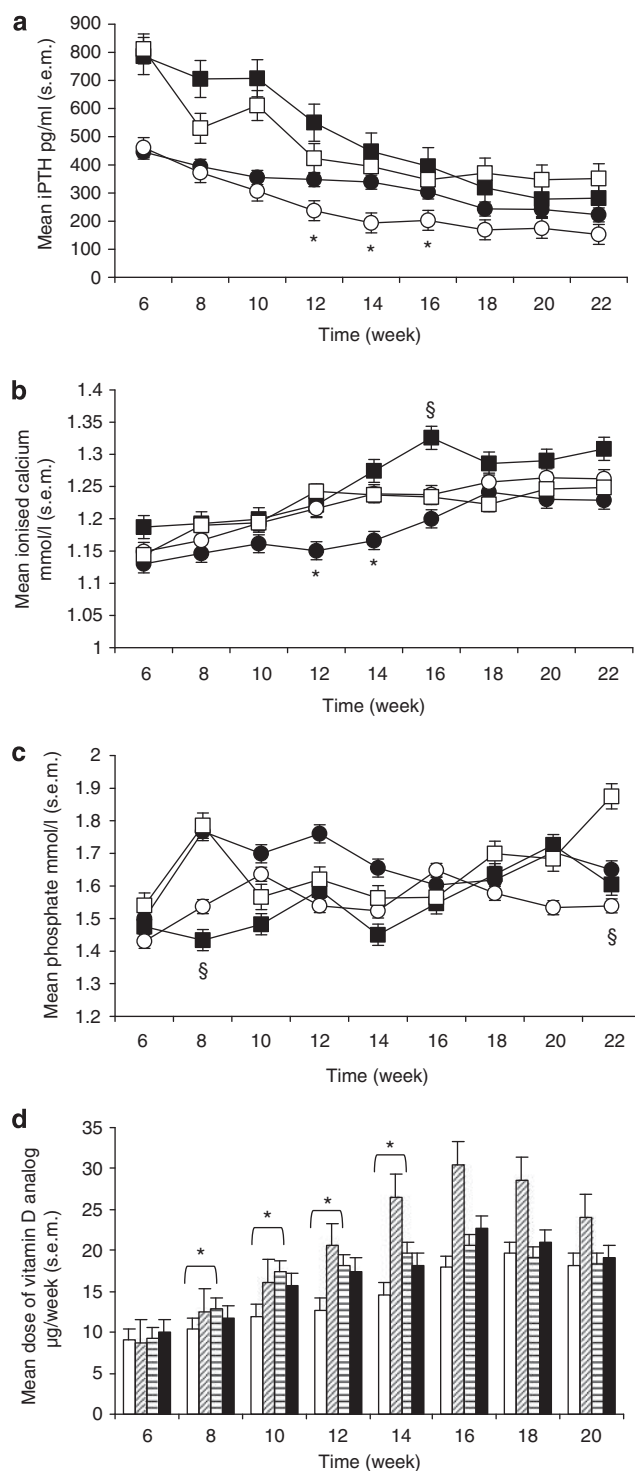 a
Mean iPTH pg/ml (s.e.m.)
900
800
700
600
500
400
300
200
100
0
* * *
6 8 10 12 14 16 18 20 22
Time (week)
b
Mean ionised calcium
mmol/l (s.e.m.)
1.4
1.35
1.3
1.25
1.2
1.15
1.1
1.05
1
§
* *
6 8 10 12 14 16 18 20 22
Time (week)
c
Mean phosphate mmol/l (s.e.m.)
2
1.9
1.8
1.7
1.6
1.5
1.4
1.3
1.2
§ §
6 8 10 12 14 16 18 20 22
Time (week)
d
Mean dose of vitamin D analog
µg/week (s.e.m.)
35
30
25
20
15
10
5
0
* * * *
6 8 10 12 14 16 18 20
Time (week)